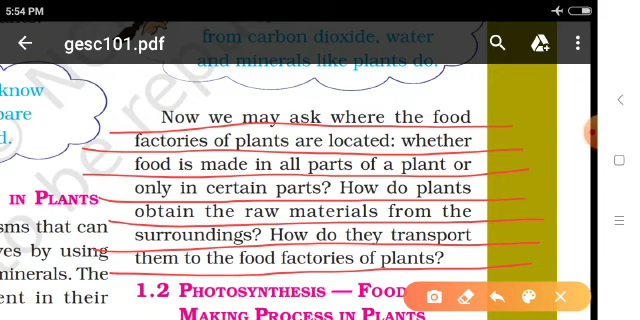 5:54 PM
gesc101.pdf
from carbon dioxide, water
and minerals like plants do.
know
pare
d.
Now we may ask where the food
factories of plants are located: whether
food is made in all parts of a plant or
only in certain parts? How do plants
obtain the raw materials from the
surroundings? How do they transport
them to the food factories of plants?
IN PLANTS
sms that can
ves by using
minerals. The
ent in their
1.2 PHOTOSYNTHESIS — FOOD
MAKING PROCESS IN PLANTS